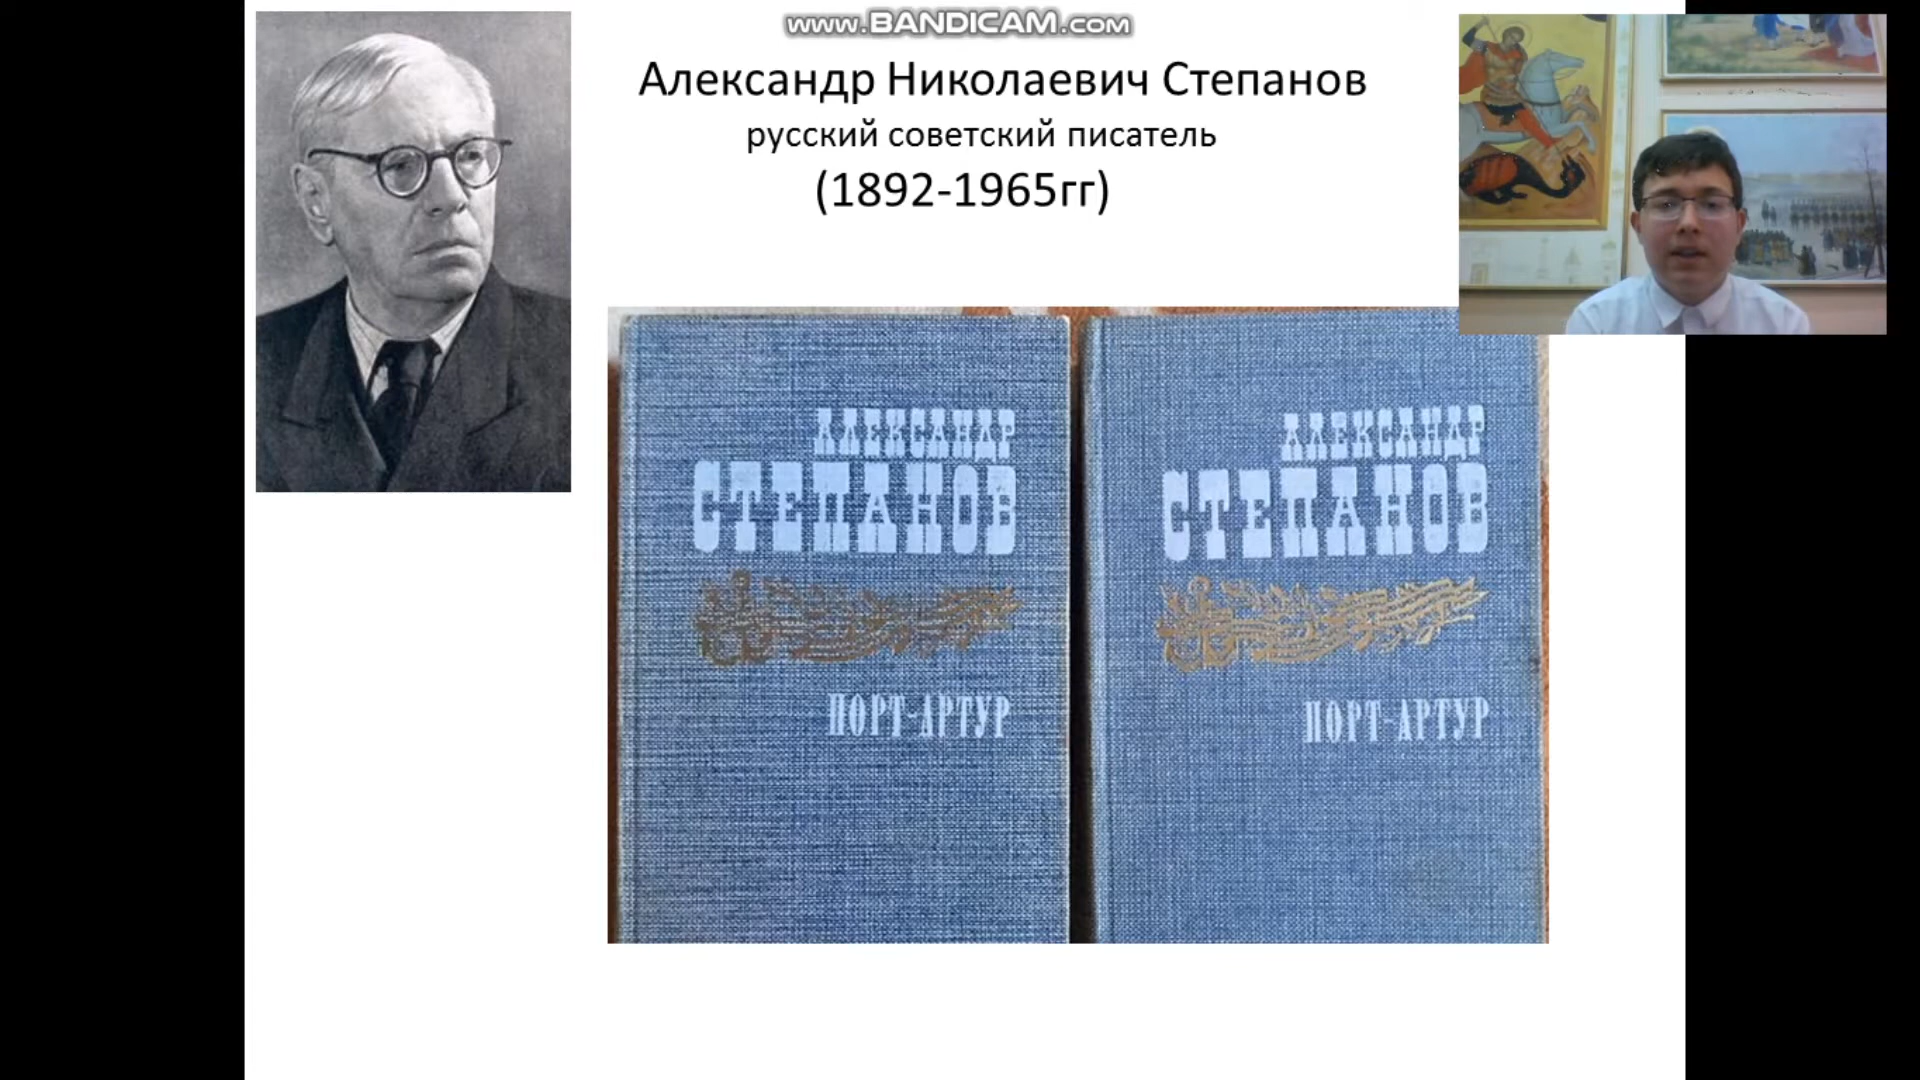 www.BANDICAM.com
Александр Николаевич Степанов
русский советский писатель
(1892-1965гг)
АЛЕКСАНДР
СТЕПАНОВ
ПОРТ-АРТУР
АЛЕКСАНДР
СТЕПАНОВ
ПОРТ-АРТУР